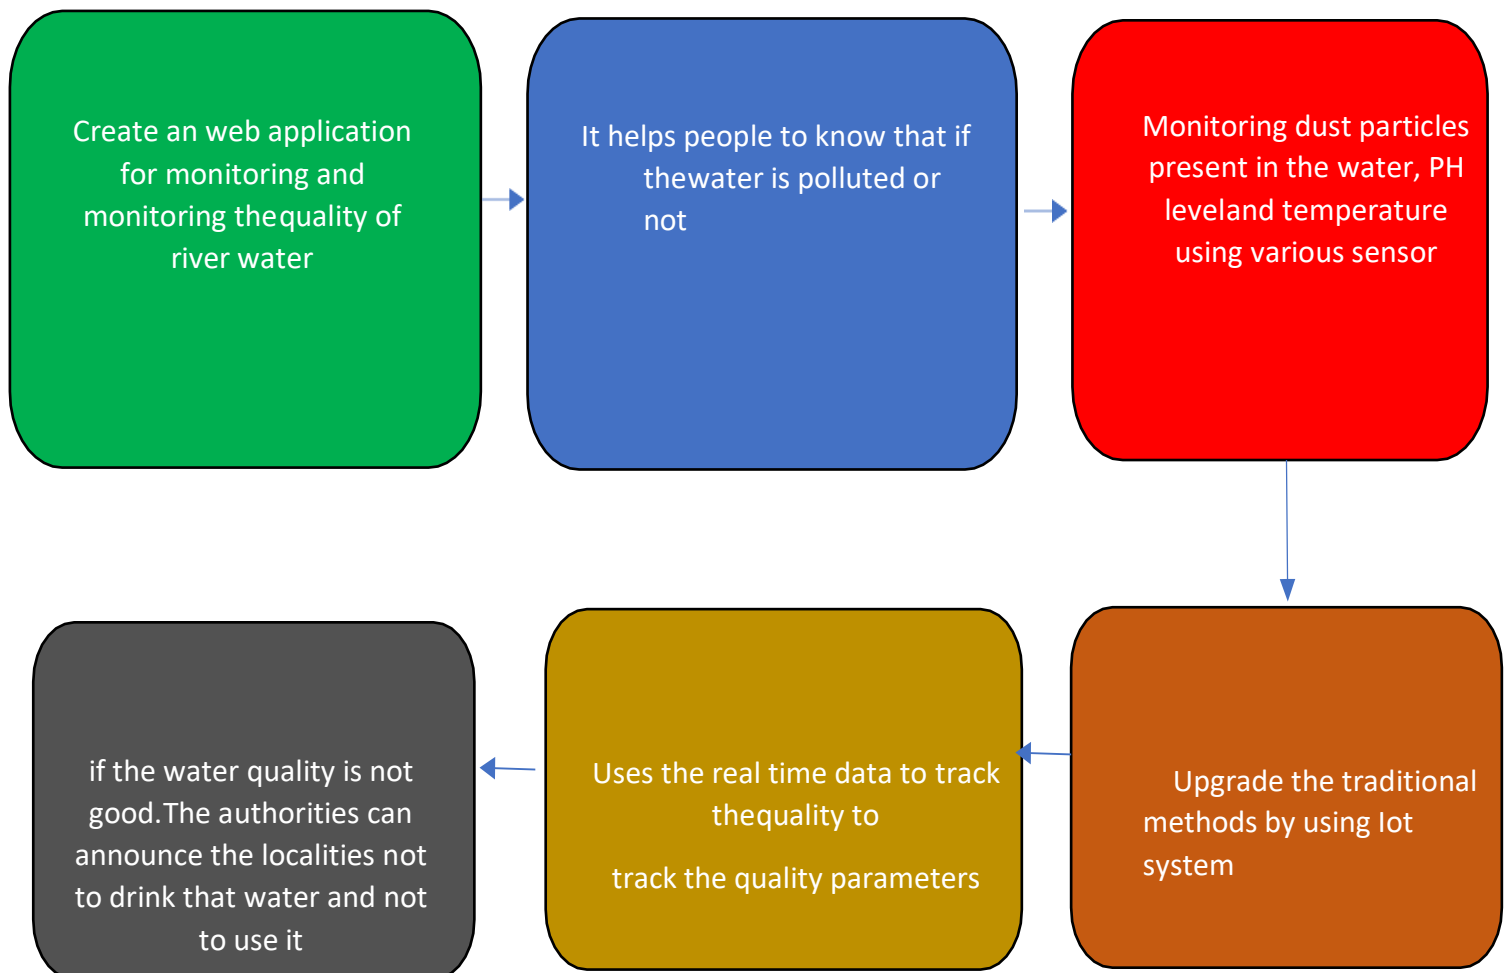 Create an web application
for monitoring and
monitoring thequality of
river water
It helps people to know that if
thewater is polluted or
not
Monitoring dust particles
present in the water, PH
leveland temperature
using various sensor
Upgrade the traditional
methods by using Iot
system
Uses the real time data to track
thequality to
track the quality parameters
if the water quality is not
good.The authorities can
announce the localities not
to drink that water and not
to use it